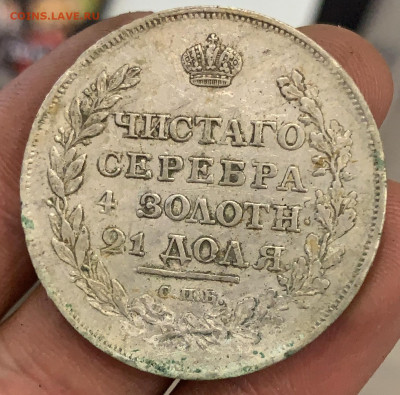 COINS.LAVE.RU
ЧИСТАГО
СЕРЕБРА
4 ЗОЛОТН.
21 ДОЛЯ
С.П.Б.